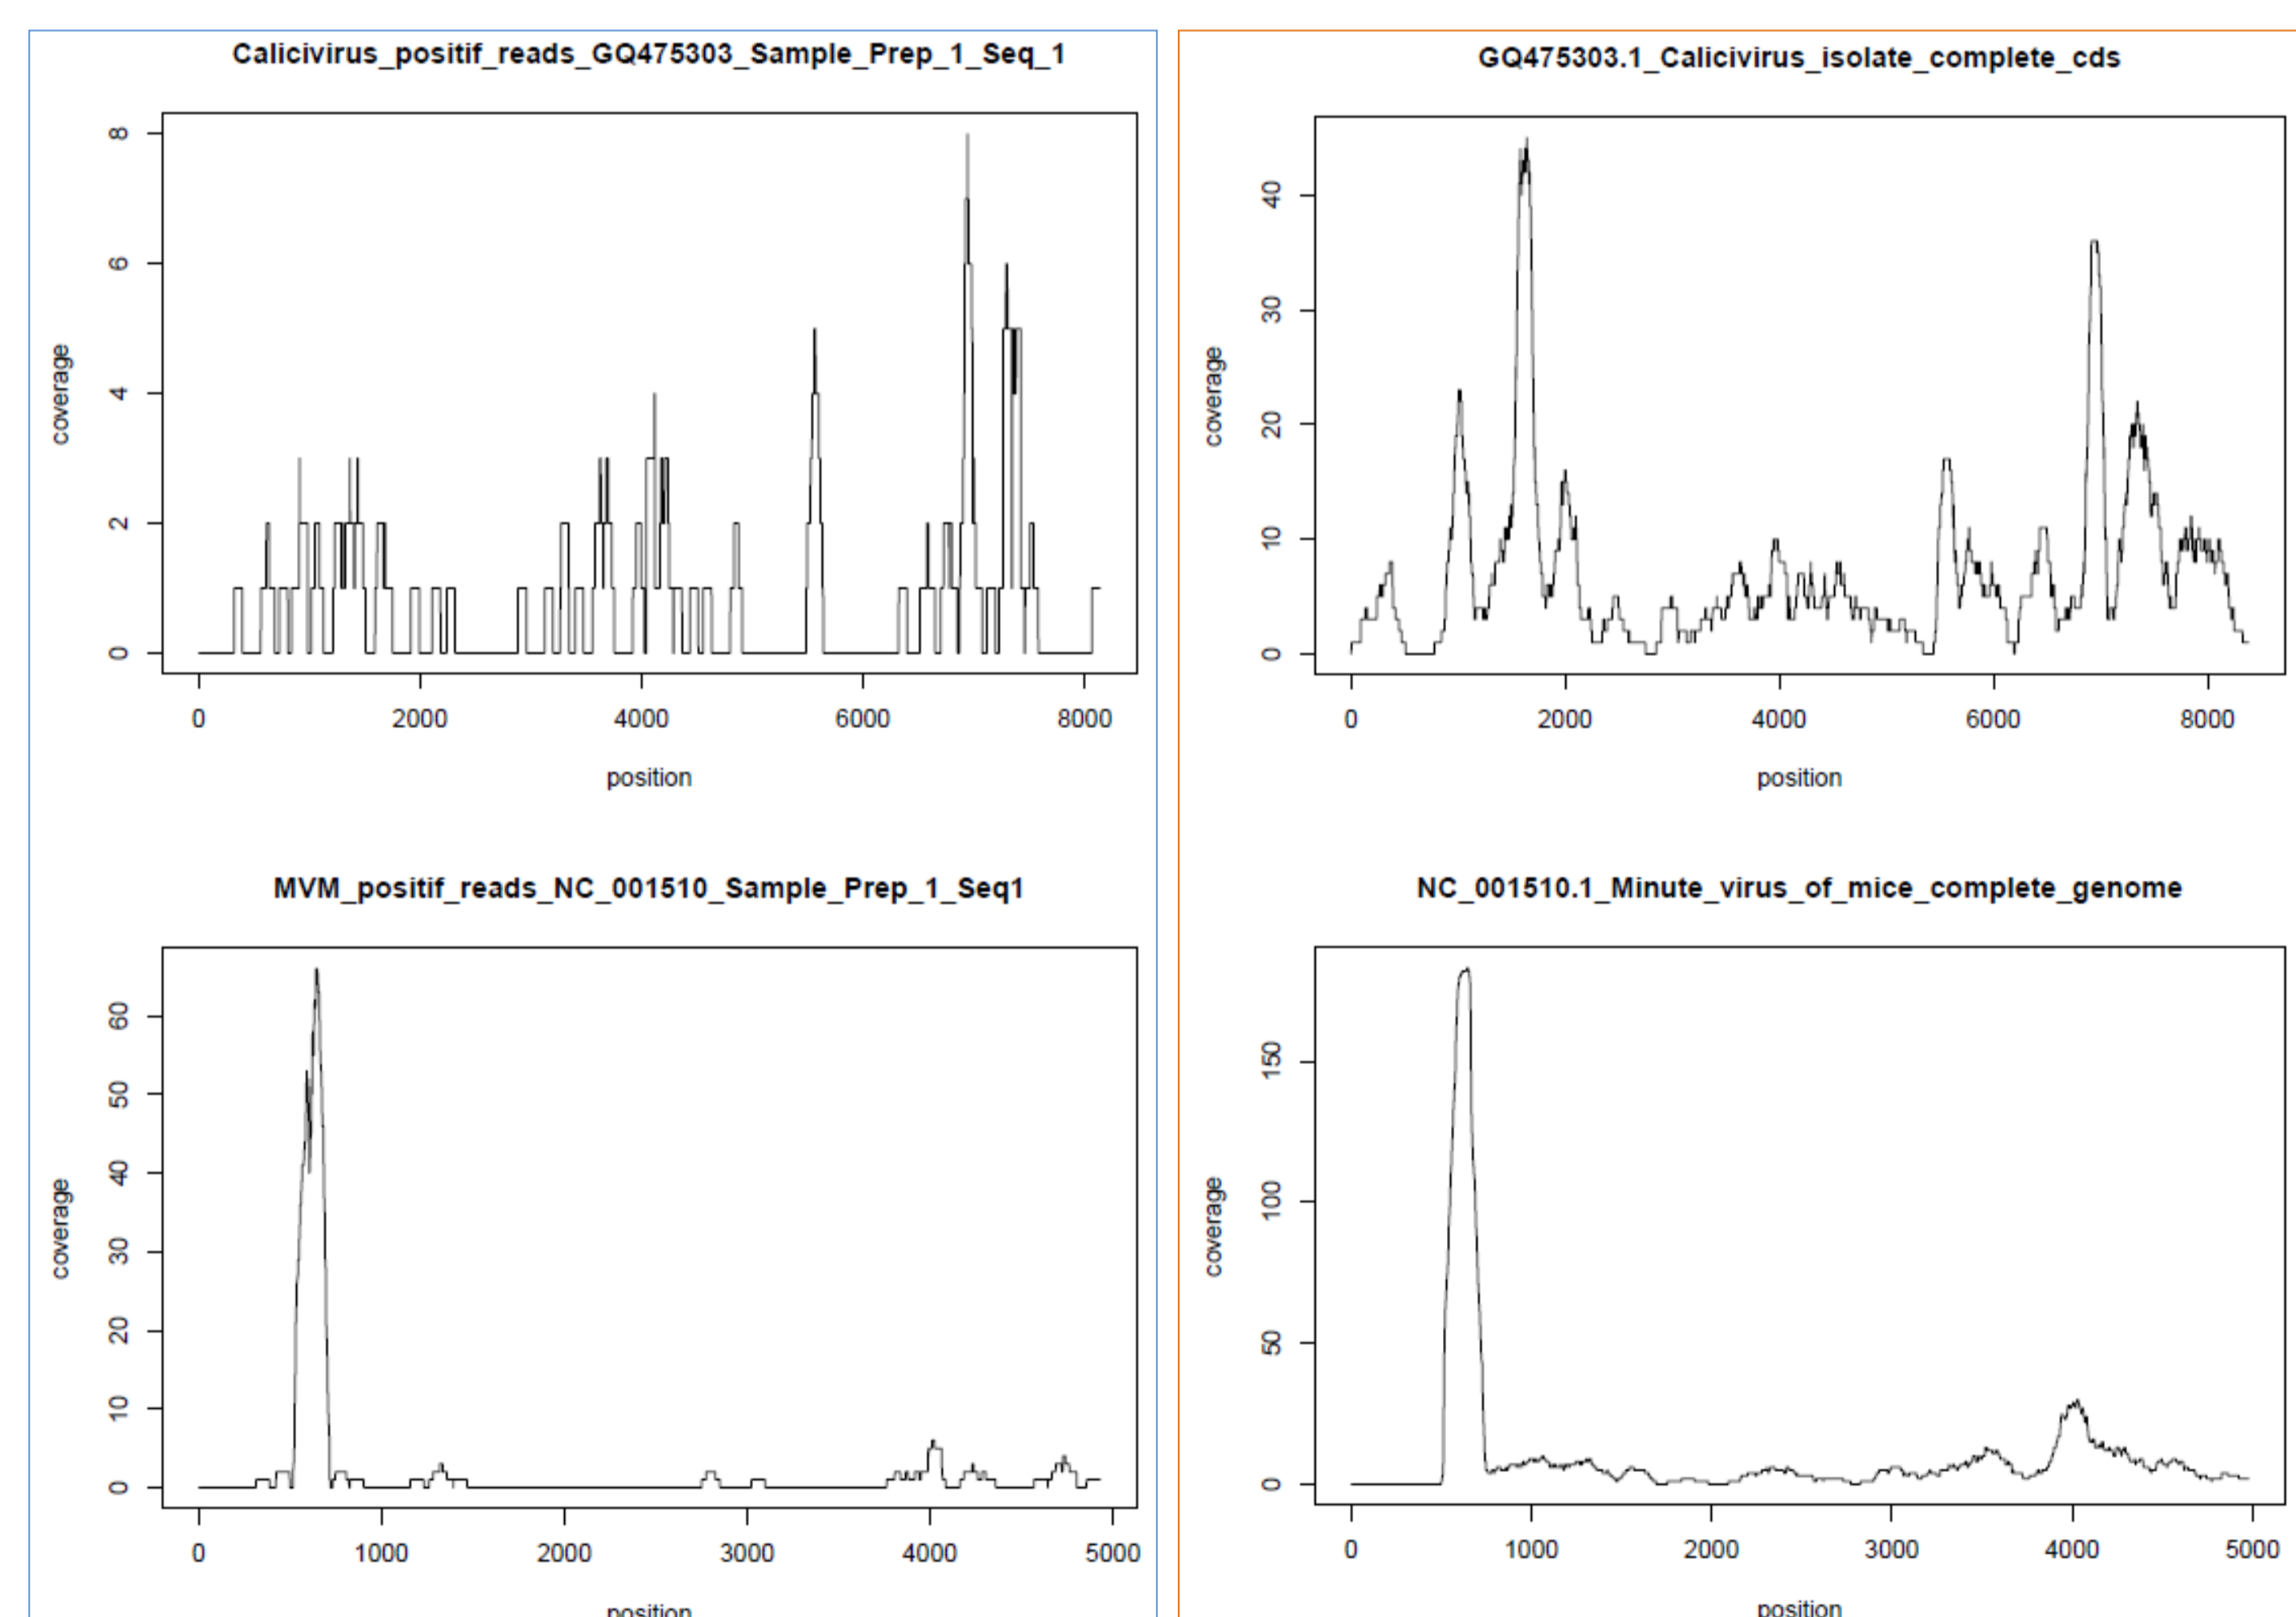 Calicivirus_positif_reads_GQ475303_Sample_Prep_1_Seq_1
8
6
4
2
0
coverage
0 2000 4000 6000 8000
position
GQ475303.1_Calicivirus_isolate_complete_cds
40
30
20
10
0
coverage
0 2000 4000 6000 8000
position
MVM_positif_reads_NC_001510_Sample_Prep_1_Seq1
60
50
40
30
20
10
0
coverage
0 1000 2000 3000 4000 5000
position
NC_001510.1_Minute_virus_of_mice_complete_genome
150
100
50
0
coverage
0 1000 2000 3000 4000 5000
position